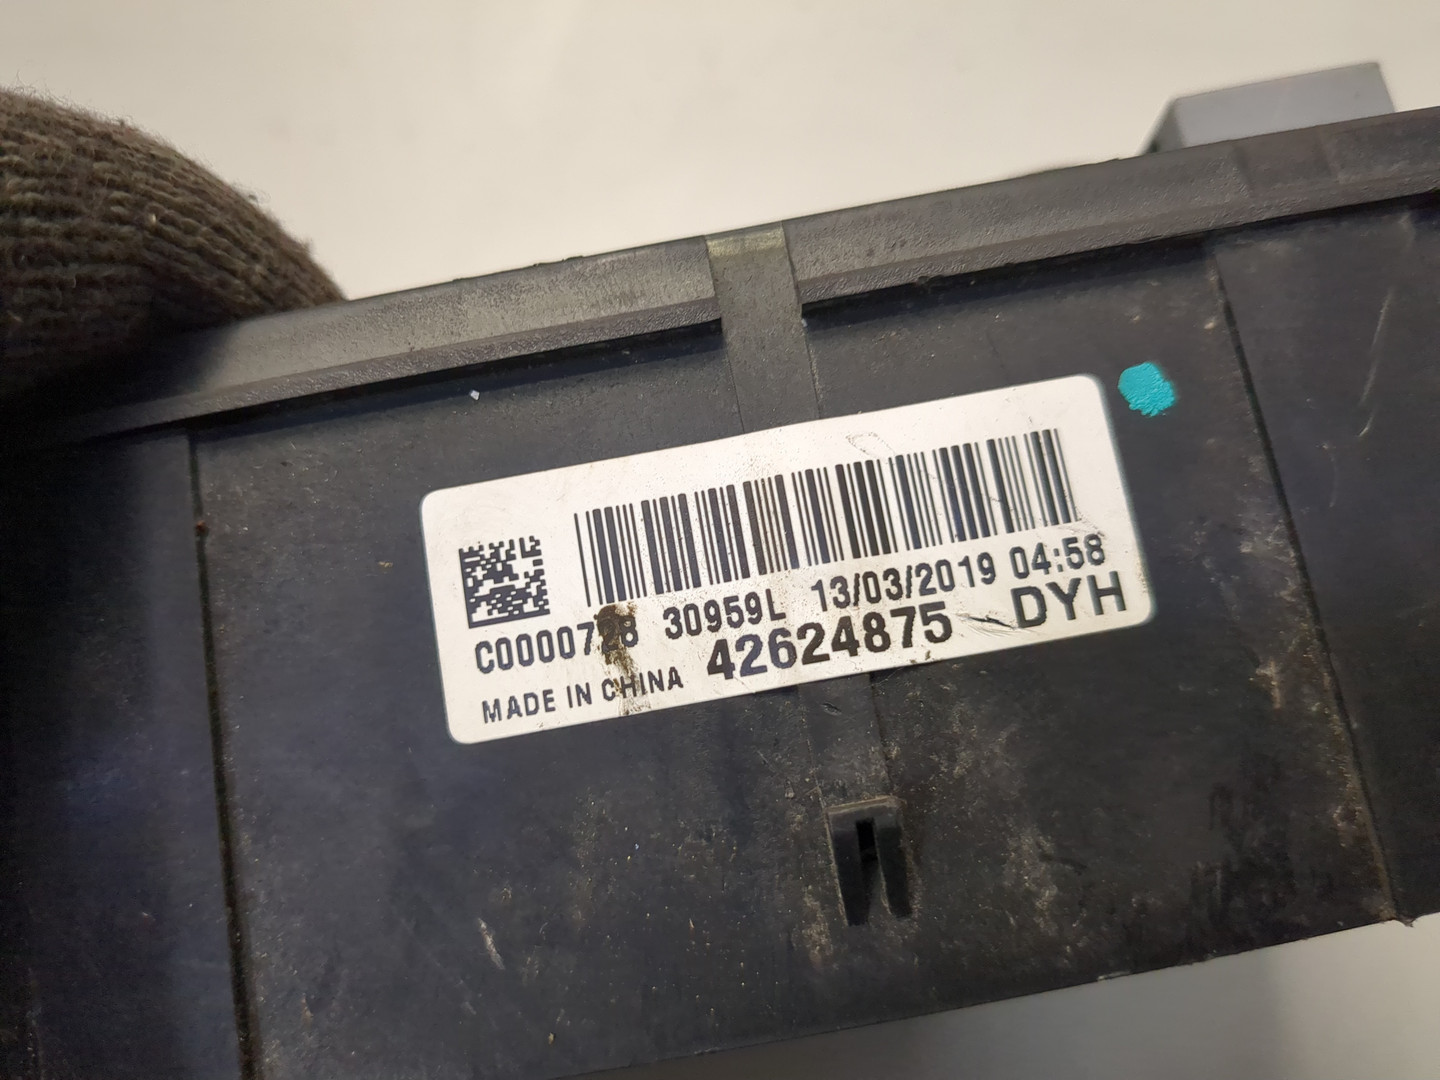 C0000728 30959L 13/03/2019 04:58
MADE IN CHINA 42624875 DYH